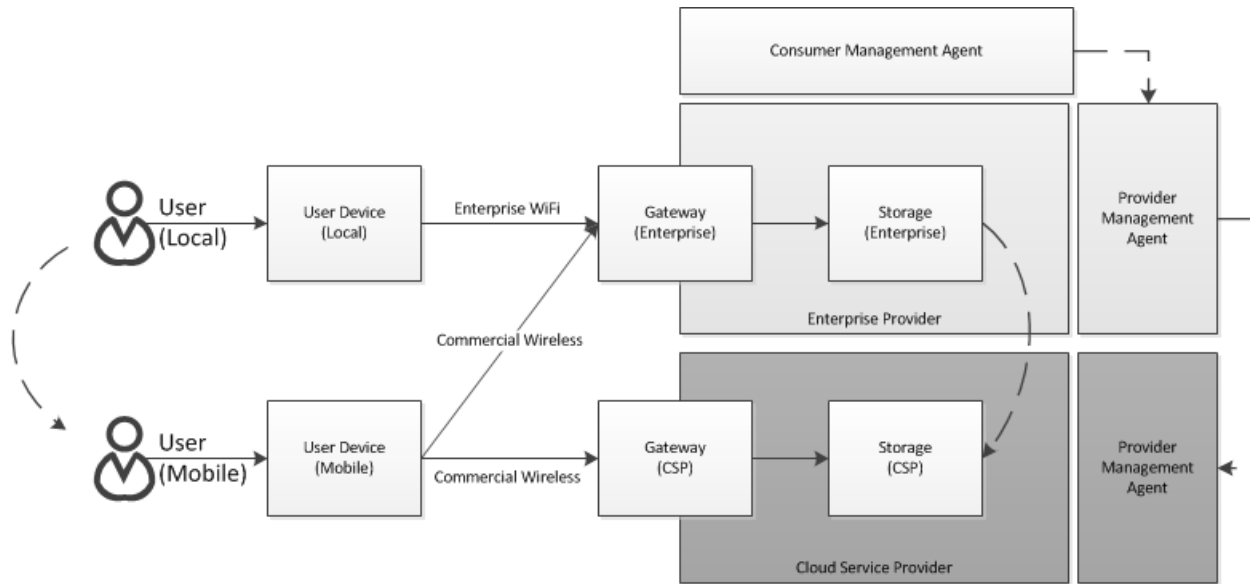 Consumer Management Agent
User
(Local)
User Device
(Local)
Enterprise WiFi
Gateway
(Enterprise)
Storage
(Enterprise)
Provider
Management
Agent
Enterprise Provider
Commercial Wireless
User
(Mobile)
User Device
(Mobile)
Commercial Wireless
Gateway
(CSP)
Storage
(CSP)
Provider
Management
Agent
Cloud Service Provider